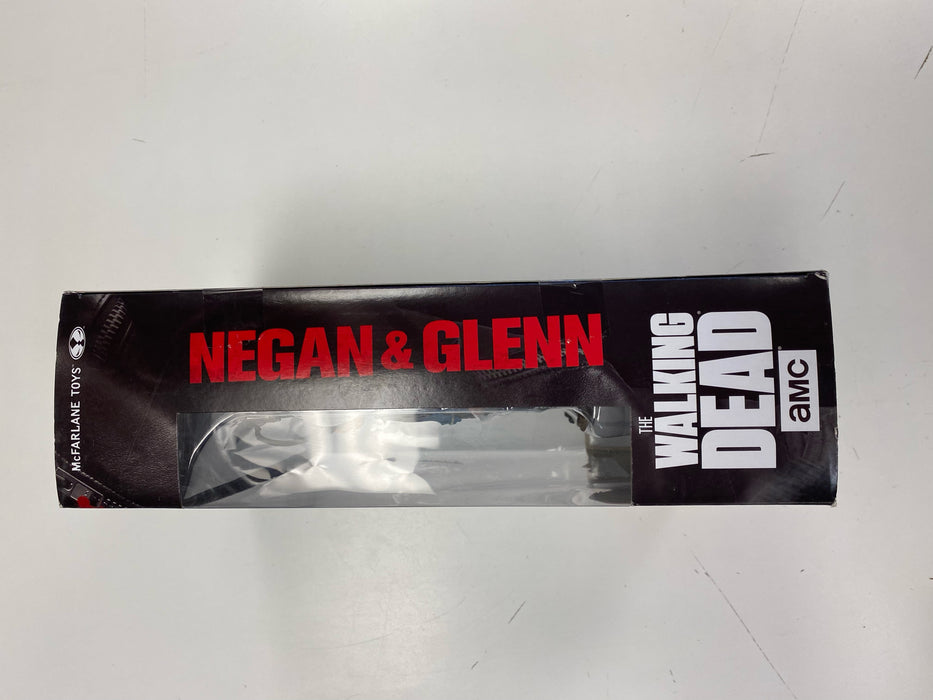 McFARLANE TOYS
NEGAN & GLENN
THE
WALKING
DEAD
aMC